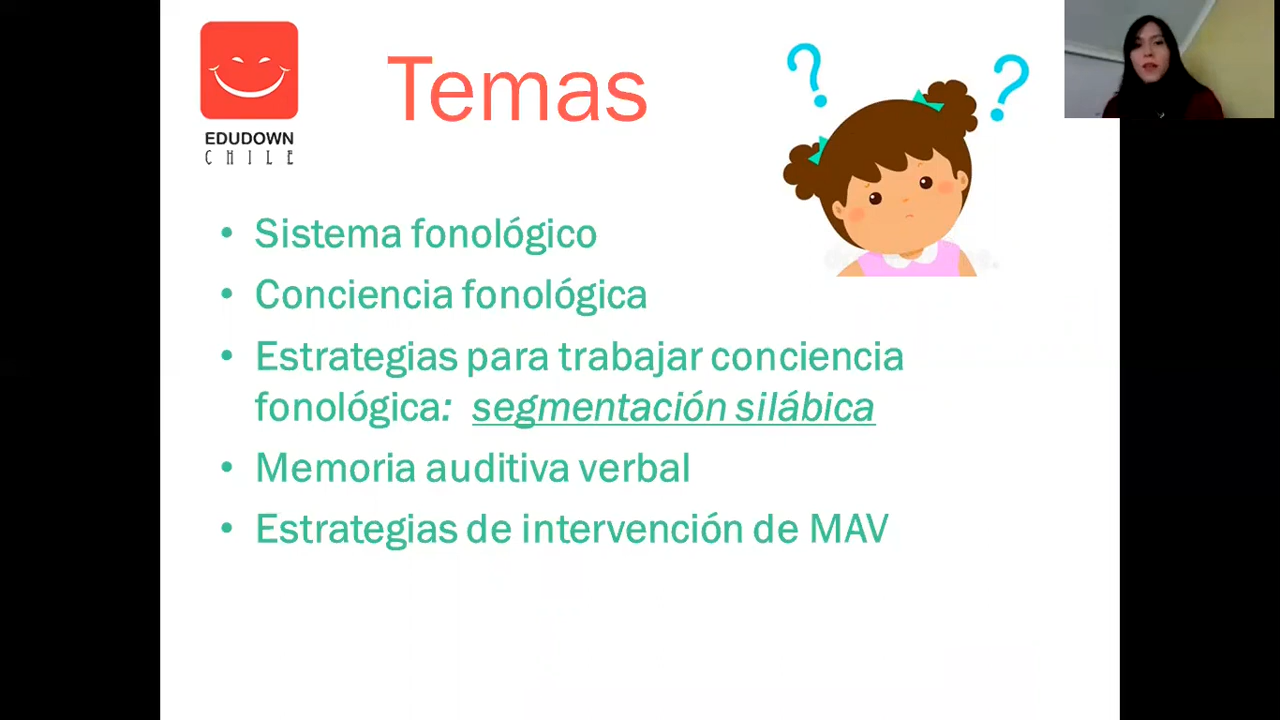 EDUDOWN
CHILE
Temas
• Sistema fonológico
• Conciencia fonológica
• Estrategias para trabajar conciencia
fonológica: segmentación silábica
• Memoria auditiva verbal
• Estrategias de intervención de MAV